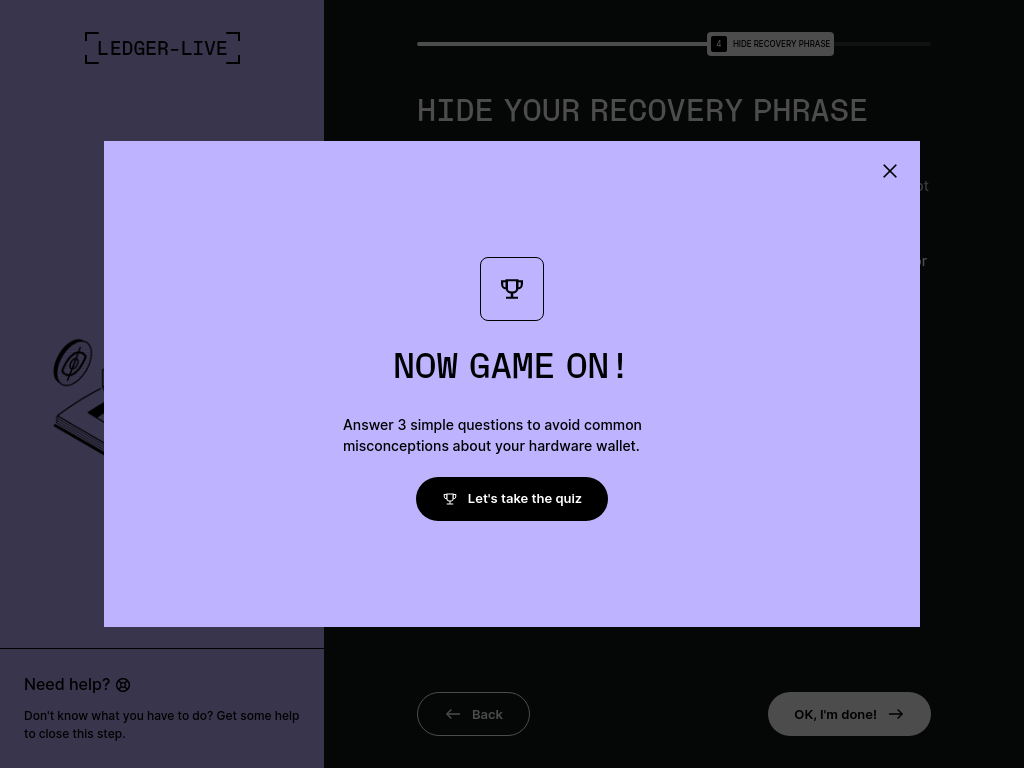 LEDGER-LIVE
4 HIDE RECOVERY PHRASE
HIDE YOUR RECOVERY PHRASE
NOW GAME ON!
Answer 3 simple questions to avoid common
misconceptions about your hardware wallet.
Let's take the quiz
Need help?
Don't know what you have to do? Get some help
to close this step.
Back
OK, I'm done!